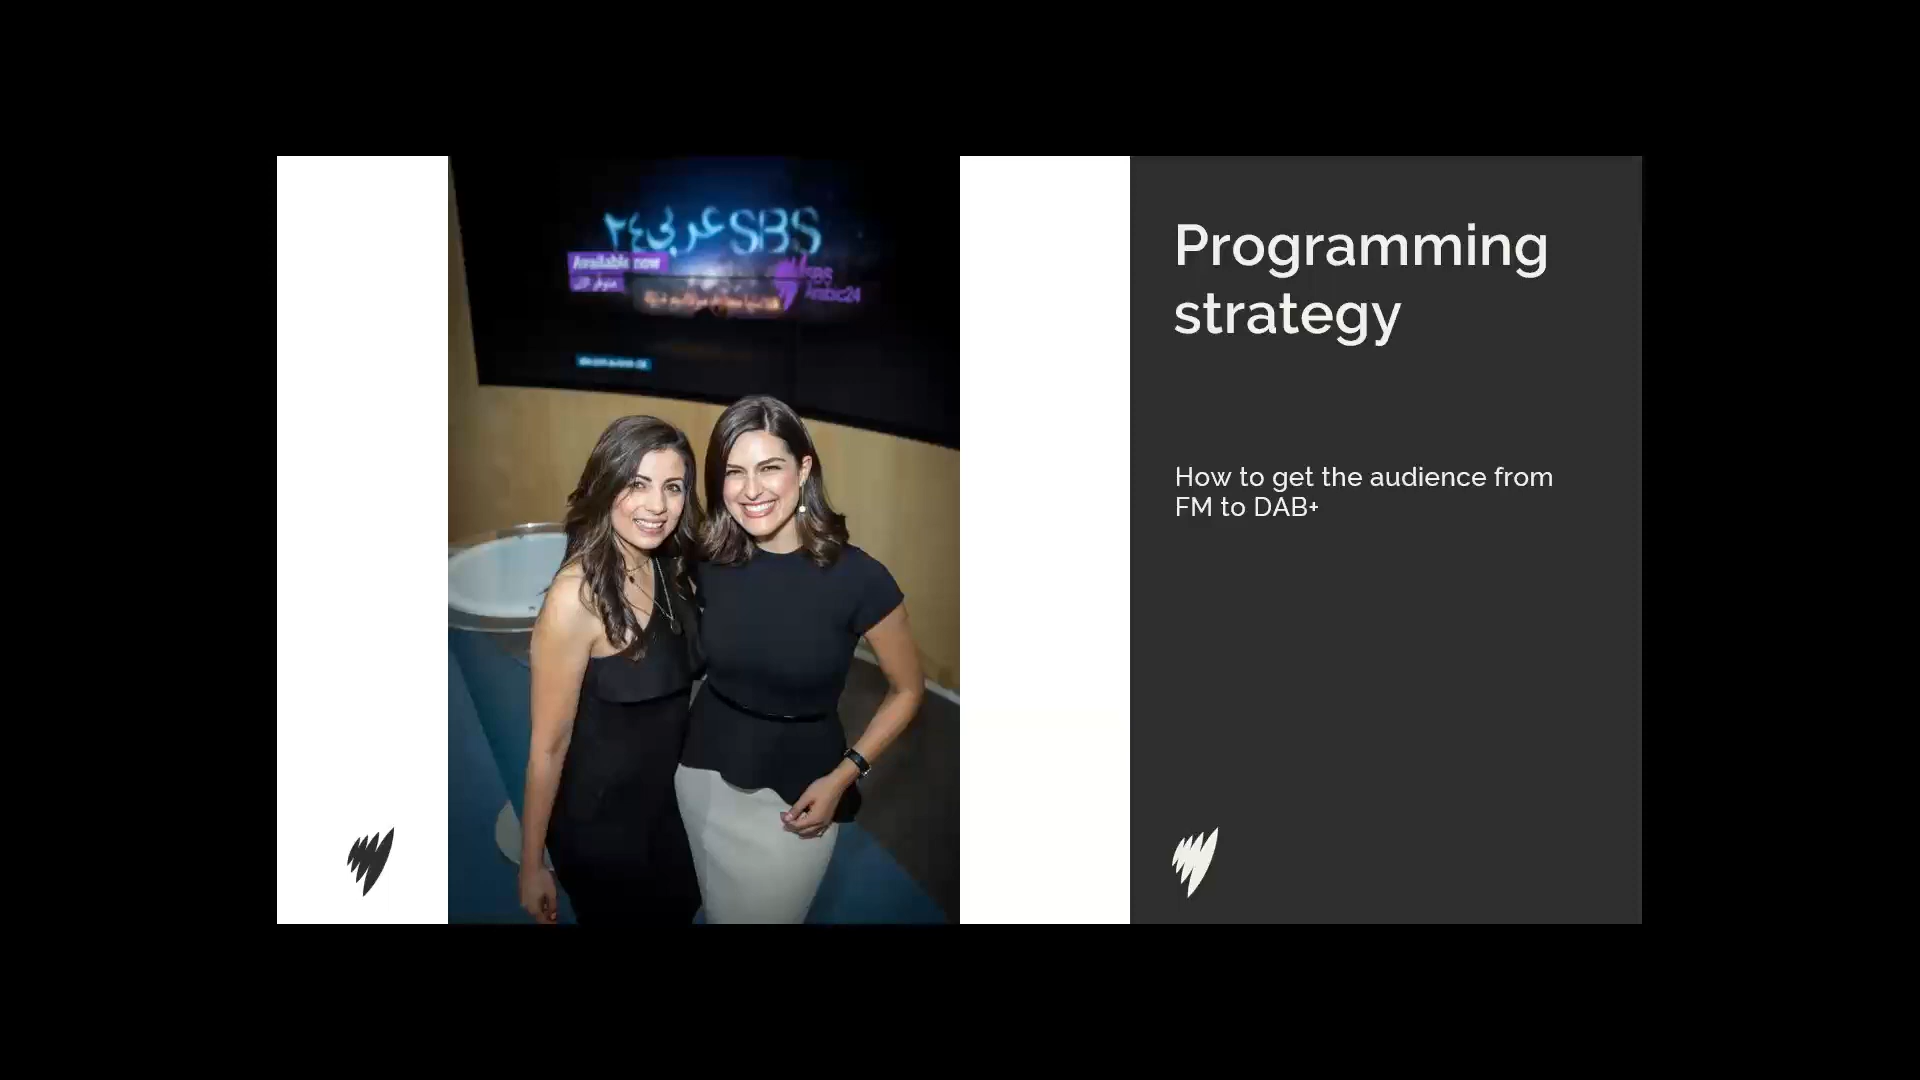 SBS عربي٢٤
Available now
متوفر الآن
SBS
Arabic24
Programming
strategy
How to get the audience from
FM to DAB+